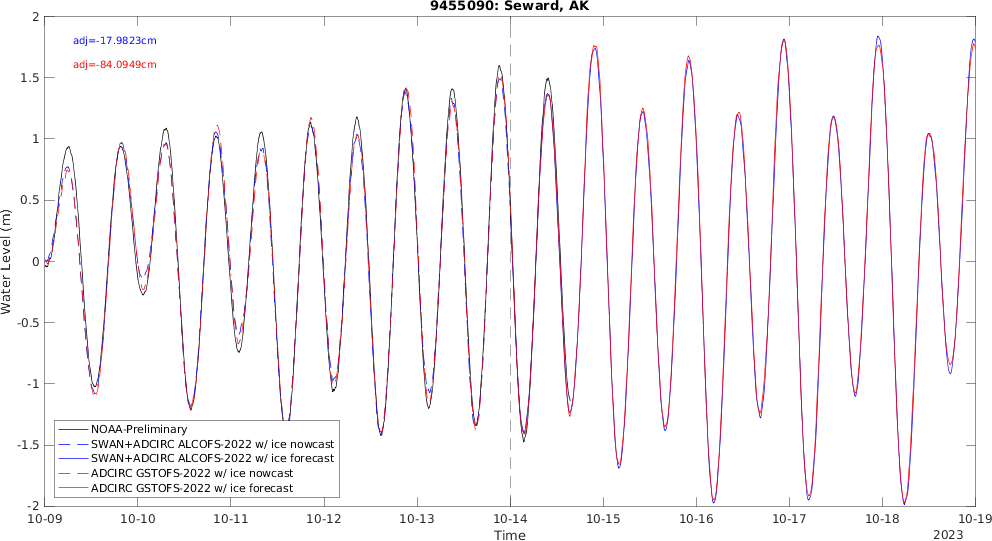 9455090: Seward, AK
adj=-17.9823cm
adj=-84.0949cm
Water Level (m)
2
1.5
1
0.5
0
-0.5
-1
-1.5
-2
NOAA-Preliminary
SWAN+ADCIRC ALCOFS-2022 w/ ice nowcast
SWAN+ADCIRC ALCOFS-2022 w/ ice forecast
ADCIRC GSTOFS-2022 w/ ice nowcast
ADCIRC GSTOFS-2022 w/ ice forecast
10-09 10-10 10-11 10-12 10-13 10-14 10-15 10-16 10-17 10-18 10-19
Time
2023